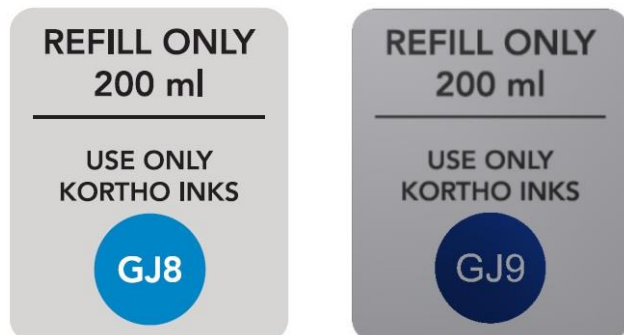 REFILL ONLY
200 ml
USE ONLY
KORTHO INKS
GJ8
REFILL ONLY
200 ml
USE ONLY
KORTHO INKS
GJ9